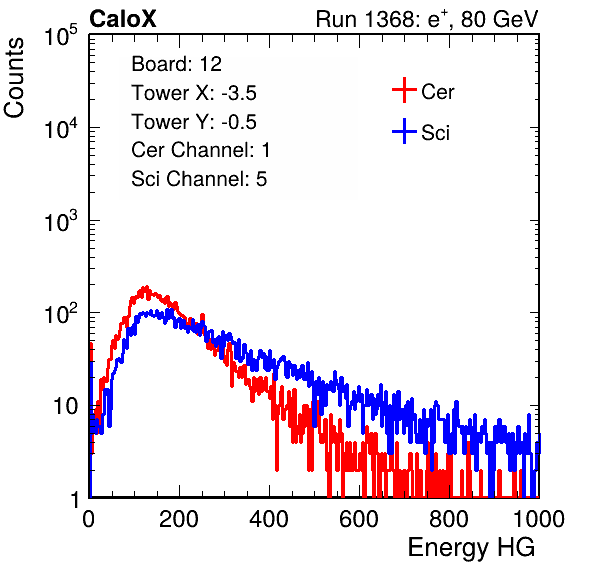 CaloX Run 1368: e⁺, 80 GeV
Counts
Board: 12
Tower X: -3.5
Tower Y: -0.5
Cer Channel: 1
Sci Channel: 5
Cer
Sci
10⁵
10⁴
10³
10²
10
1
0 200 400 600 800 1000
Energy HG